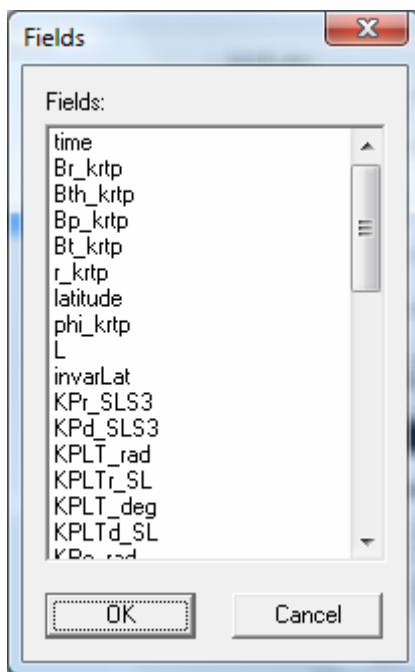 Fields
Fields:
time
Br_krtp
Bth_krtp
Bp_krtp
Bt_krtp
r_krtp
latitude
phi_krtp
L
invarLat
KPr_SLS3
KPd_SLS3
KPLT_rad
KPLTr_SL
KPLT_deg
KPLTd_SL
OK
Cancel